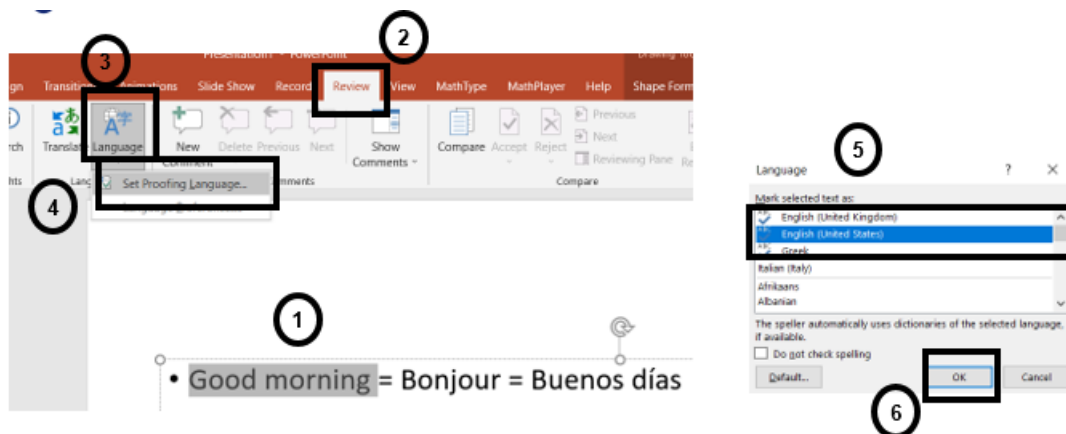 2
3
Presentation1 - PowerPoint
Drawing
Transitions Animations Slide Show Record Review View MathType MathPlayer Help Shape Form
Translate Language New Delete Previous Next Show Comments Compare Accept Reject Previous
Next
Reviewing Pane
Comment
Comments Compare
Set Proofing Language...
4
1
• Good morning = Bonjour = Buenos días
5
Language ? ×
Mark selected text as:
English (United Kingdom)
English (United States)
Greek
Italian (Italy)
Afrikaans
Albanian
The speller automatically uses dictionaries of the selected language, if available.
Do not check spelling
Default... OK Cancel
6